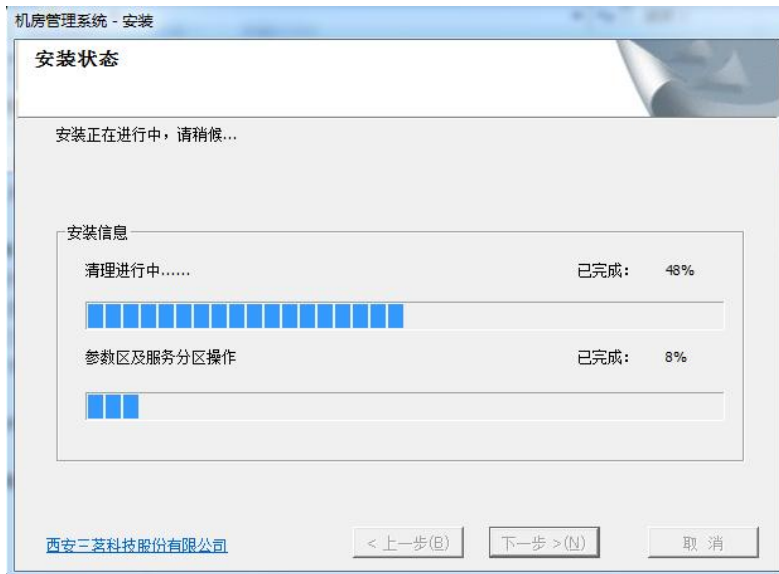 机房管理系统 - 安装
安装状态
安装正在进行中，请稍候...
安装信息
清理进行中...... 已完成： 48%
参数区及服务分区操作 已完成： 8%
西安三茗科技股份有限公司 < 上一步(B) 下一步 >(N) 取 消